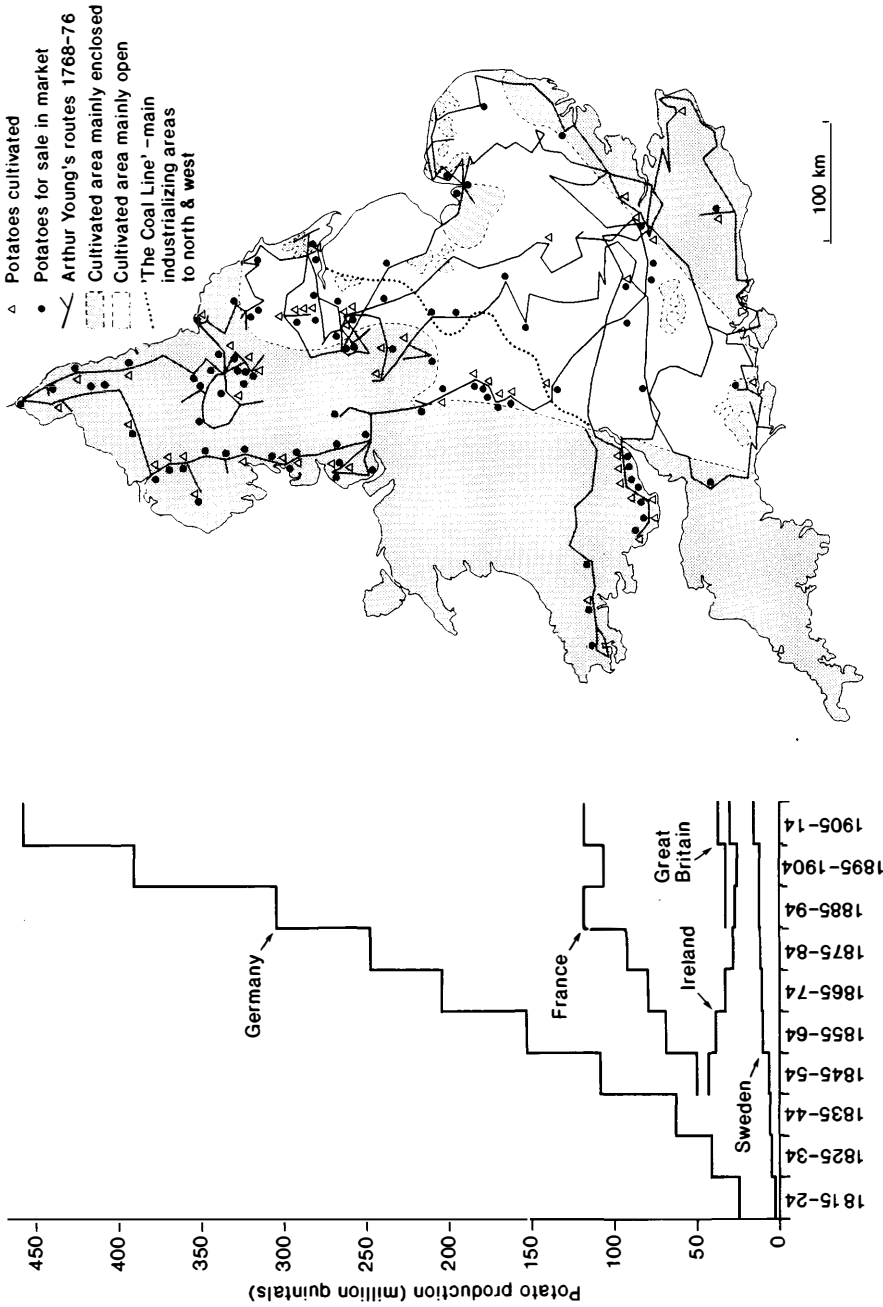 △ Potatoes cultivated
● Potatoes for sale in market
Arthur Young's routes 1768-76
Cultivated area mainly enclosed
Cultivated area mainly open
'The Coal Line' -main
industrializing areas
to north & west
100 km
Potato production (million quintals)
450
400
350
300
250
200
150
100
50
0
Germany
France
Ireland
Great
Britain
Sweden
1815-24
1825-34
1835-44
1845-54
1855-64
1865-74
1875-84
1885-94
1895-1904
1905-14